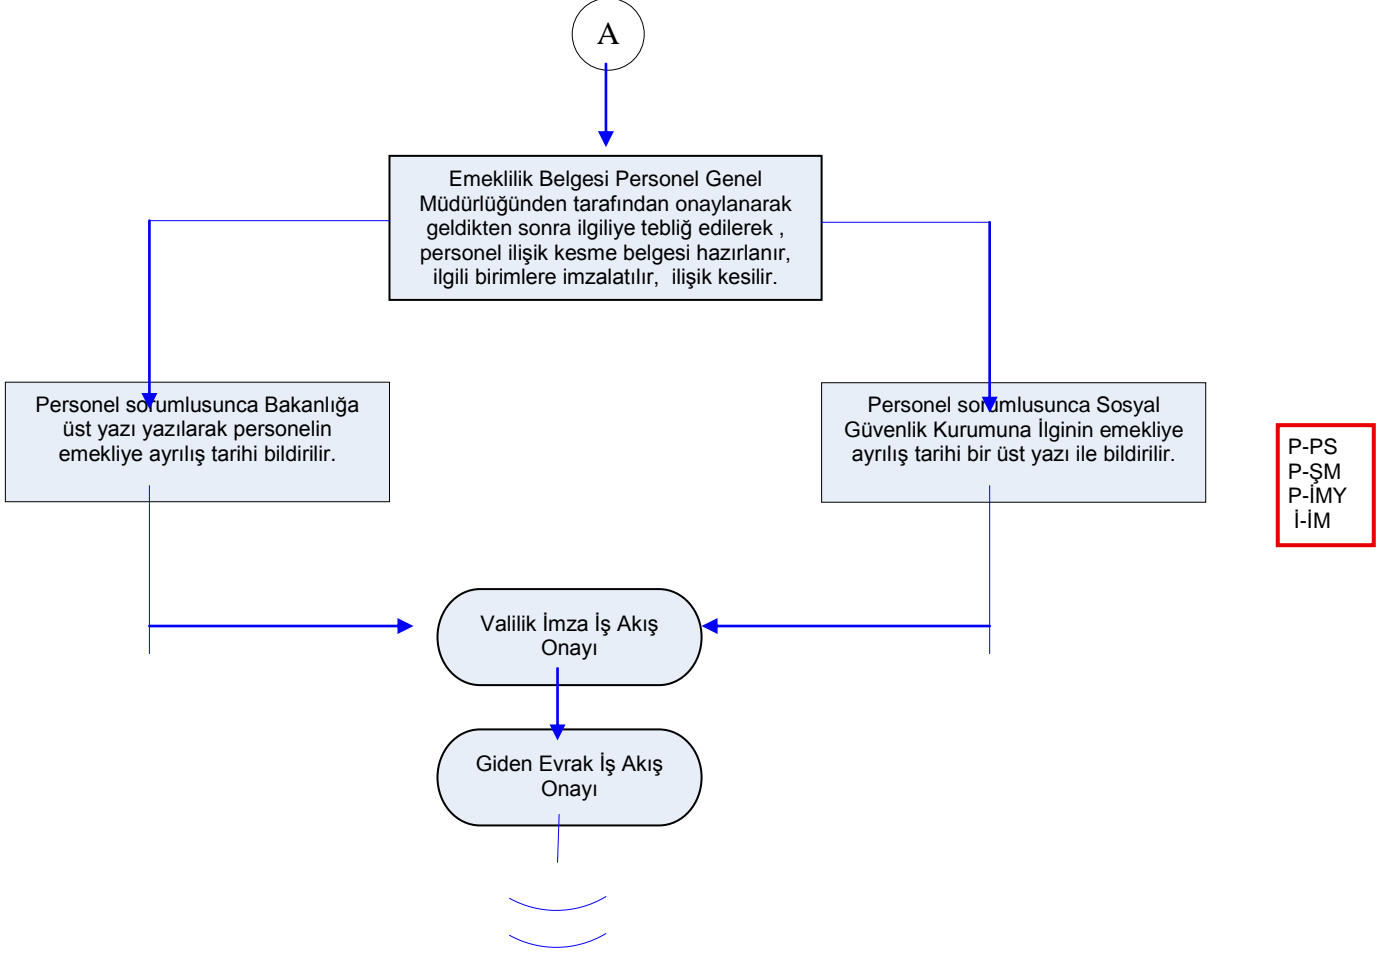 A
Emeklilik Belgesi Personel Genel
Müdürlüğünden tarafından onaylanarak
geldikten sonra ilgiliye tebliğ edilerek ,
personel ilişik kesme belgesi hazırlanır,
ilgili birimlere imzalatılır, ilişik kesilir.
Personel sorumlusunca Bakanlığa
üst yazı yazılarak personelin
emekliye ayrılış tarihi bildirilir.
Personel sorumlusunca Sosyal
Güvenlik Kurumuna İlginin emekliye
ayrılış tarihi bir üst yazı ile bildirilir.
P-PS
P-ŞM
P-İMY
İ-İM
Valilik İmza İş Akış
Onayı
Giden Evrak İş Akış
Onayı